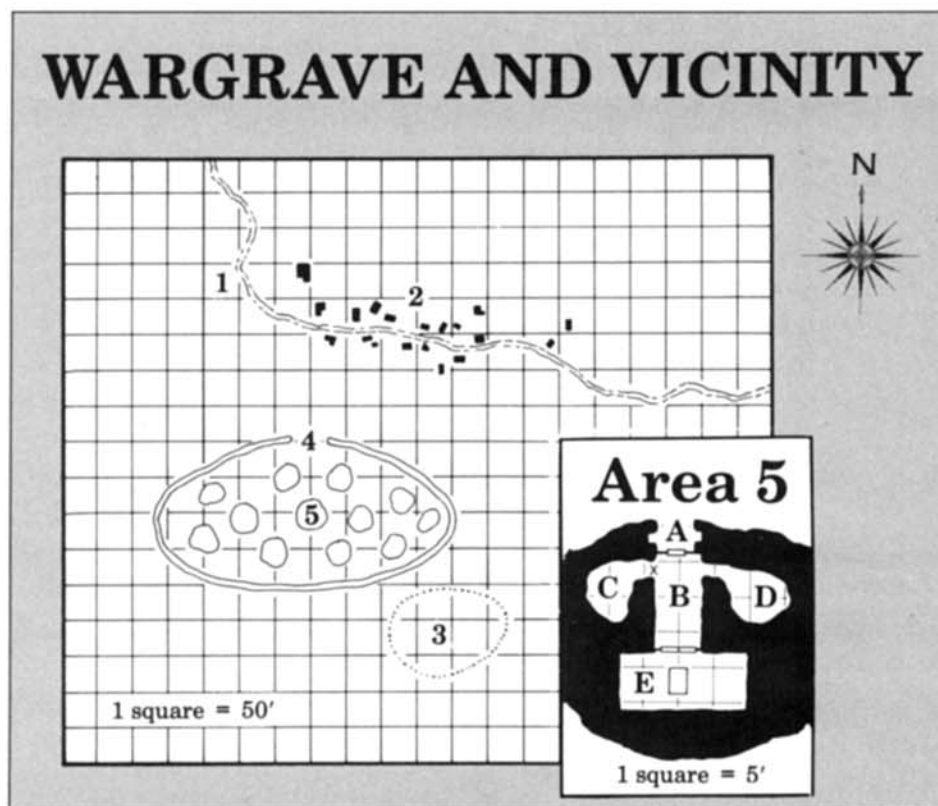 WARGRAVE AND VICINITY
N
1
2
4
5
3
1 square = 50′
Area 5
A
C
B
D
x
E
1 square = 5′